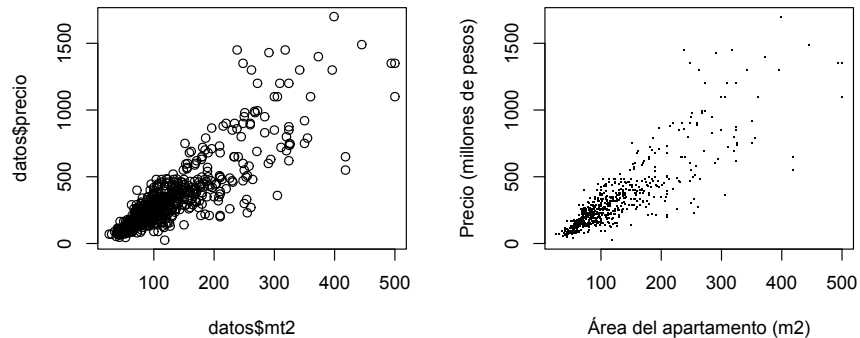 datos$precio
1500
1000
500
0
100 200 300 400 500
datos$mt2
Precio (millones de pesos)
1500
1000
500
0
100 200 300 400 500
Área del apartamento (m2)